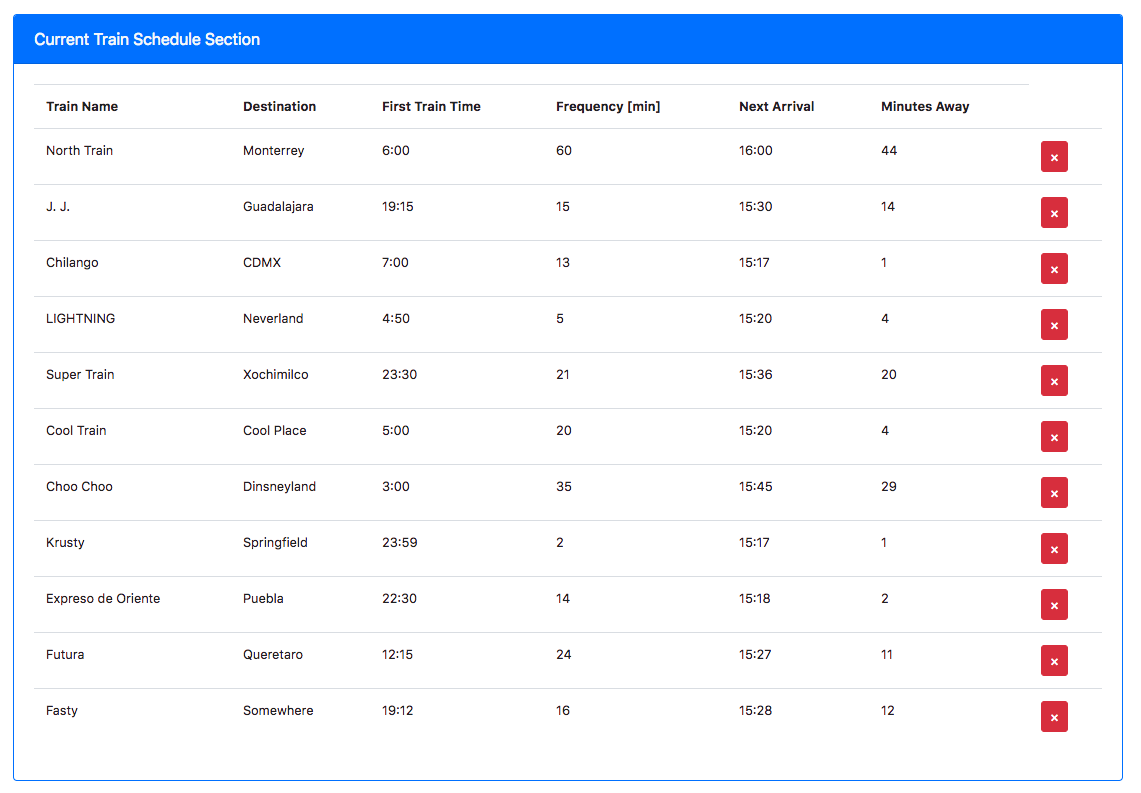 Current Train Schedule Section
Train Name Destination First Train Time Frequency [min] Next Arrival Minutes Away
North Train Monterrey 6:00 60 16:00 44 ×
J. J. Guadalajara 19:15 15 15:30 14 ×
Chilango CDMX 7:00 13 15:17 1 ×
LIGHTNING Neverland 4:50 5 15:20 4 ×
Super Train Xochimilco 23:30 21 15:36 20 ×
Cool Train Cool Place 5:00 20 15:20 4 ×
Choo Choo Dinsneyland 3:00 35 15:45 29 ×
Krusty Springfield 23:59 2 15:17 1 ×
Expreso de Oriente Puebla 22:30 14 15:18 2 ×
Futura Queretaro 12:15 24 15:27 11 ×
Fasty Somewhere 19:12 16 15:28 12 ×